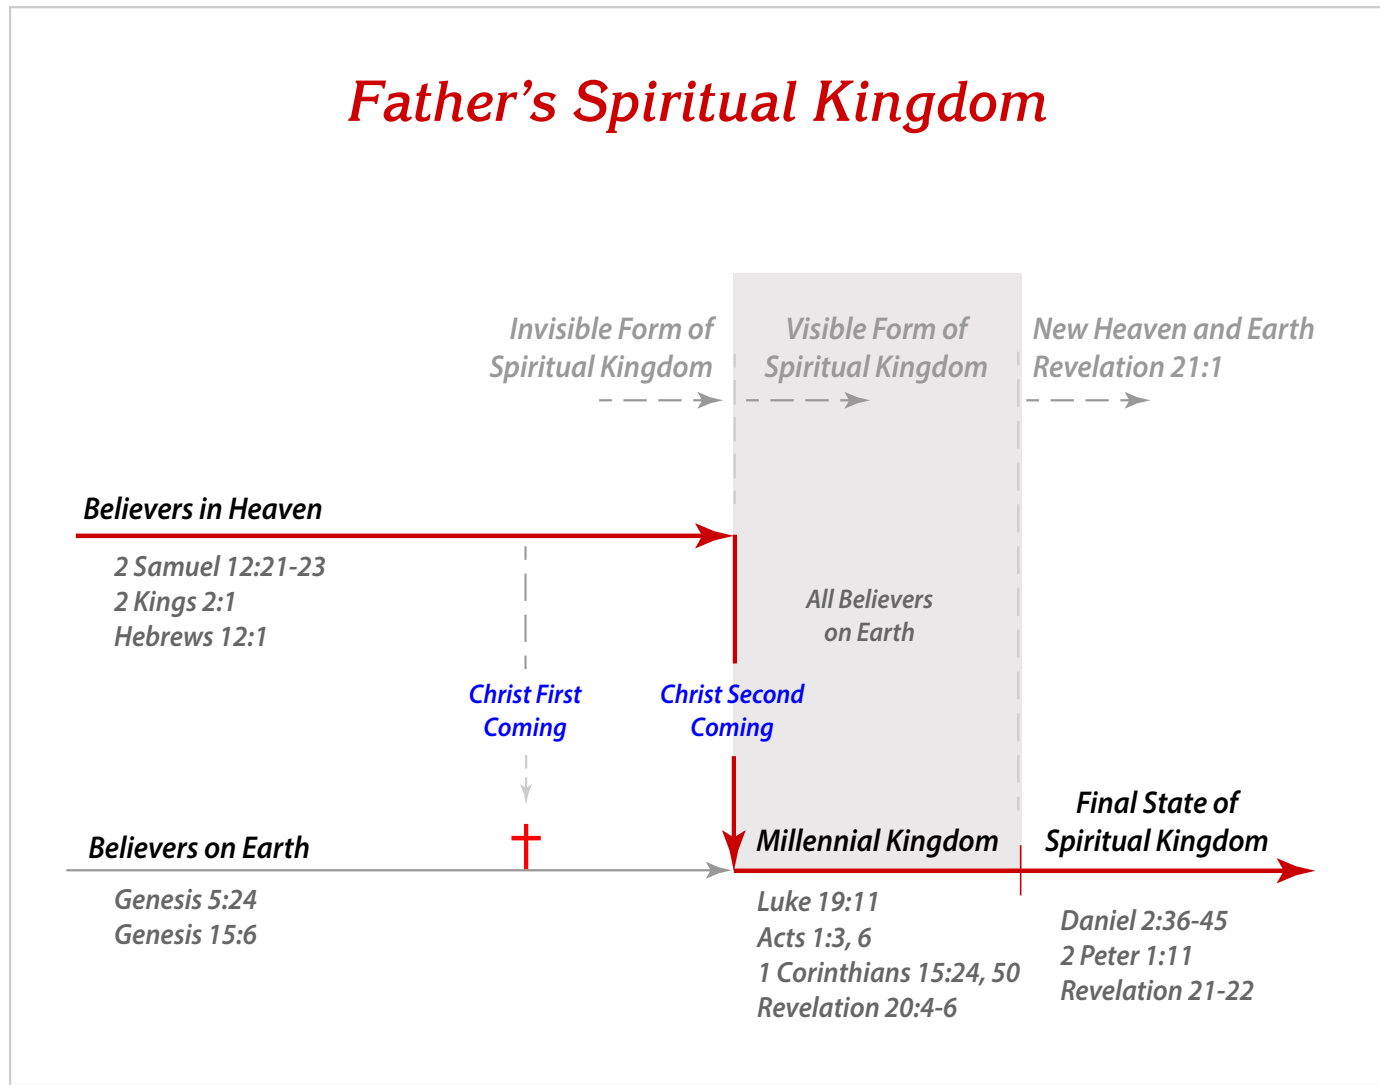 Father’s Spiritual Kingdom
Invisible Form of
Spiritual Kingdom
Visible Form of
Spiritual Kingdom
New Heaven and Earth
Revelation 21:1
Believers in Heaven
2 Samuel 12:21-23
2 Kings 2:1
Hebrews 12:1
All Believers
on Earth
Christ First
Coming
Christ Second
Coming
Believers on Earth
Genesis 5:24
Genesis 15:6
Millennial Kingdom
Luke 19:11
Acts 1:3, 6
1 Corinthians 15:24, 50
Revelation 20:4-6
Final State of
Spiritual Kingdom
Daniel 2:36-45
2 Peter 1:11
Revelation 21-22